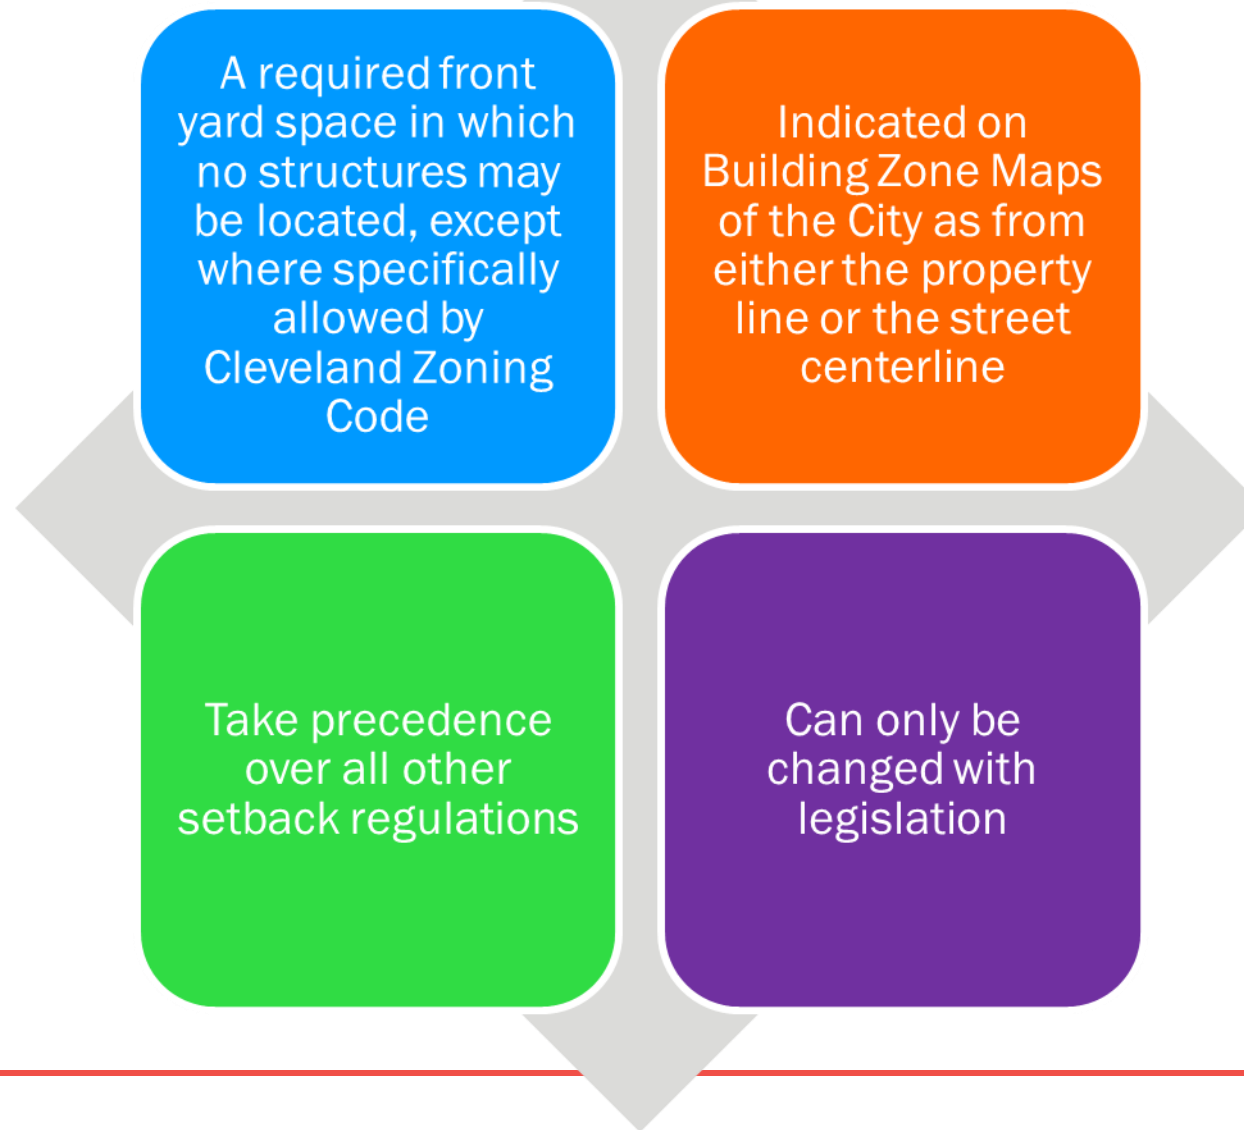 A required front
yard space in which
no structures may
be located, except
where specifically
allowed by
Cleveland Zoning
Code
Indicated on
Building Zone Maps
of the City as from
either the property
line or the street
centerline
Take precedence
over all other
setback regulations
Can only be
changed with
legislation